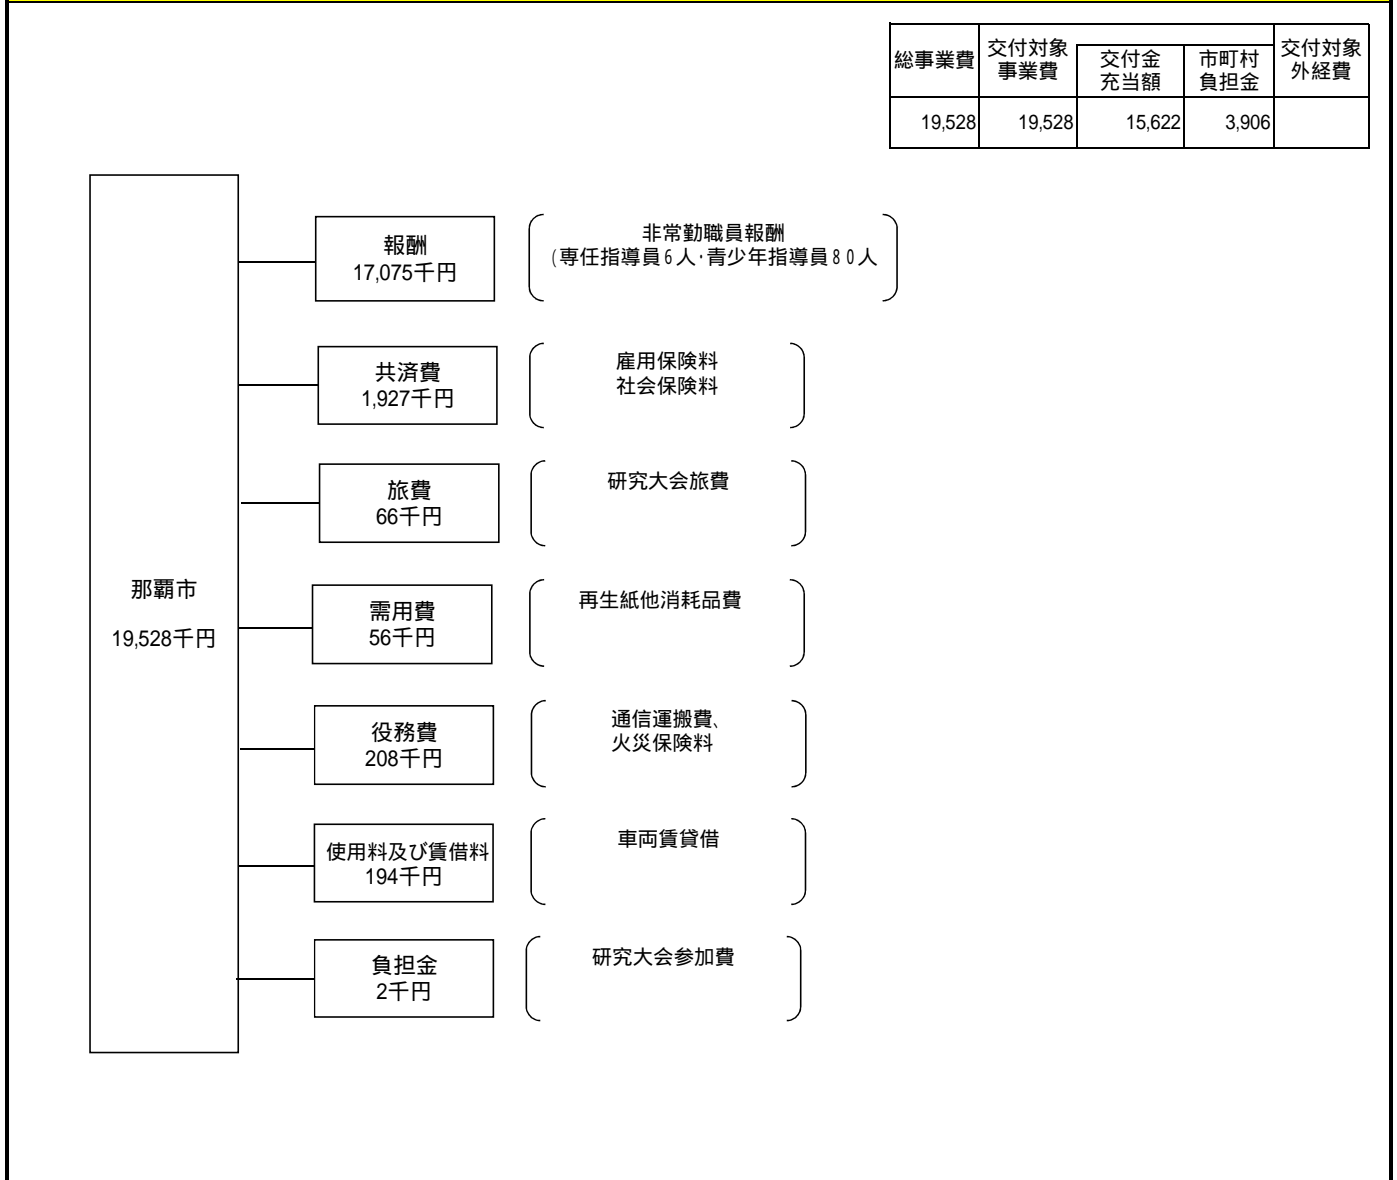 総事業費
交付対象
事業費
交付金
充当額
市町村
負担金
交付対象
外経費
19,528
19,528
15,622
3,906
那覇市
19,528千円
報酬
17,075千円
非常勤職員報酬
(専任指導員6人・青少年指導員80人
共済費
1,927千円
雇用保険料
社会保険料
旅費
66千円
研究大会旅費
需用費
56千円
再生紙他消耗品費
役務費
208千円
通信運搬費、
火災保険料
使用料及び賃借料
194千円
車両賃貸借
負担金
2千円
研究大会参加費